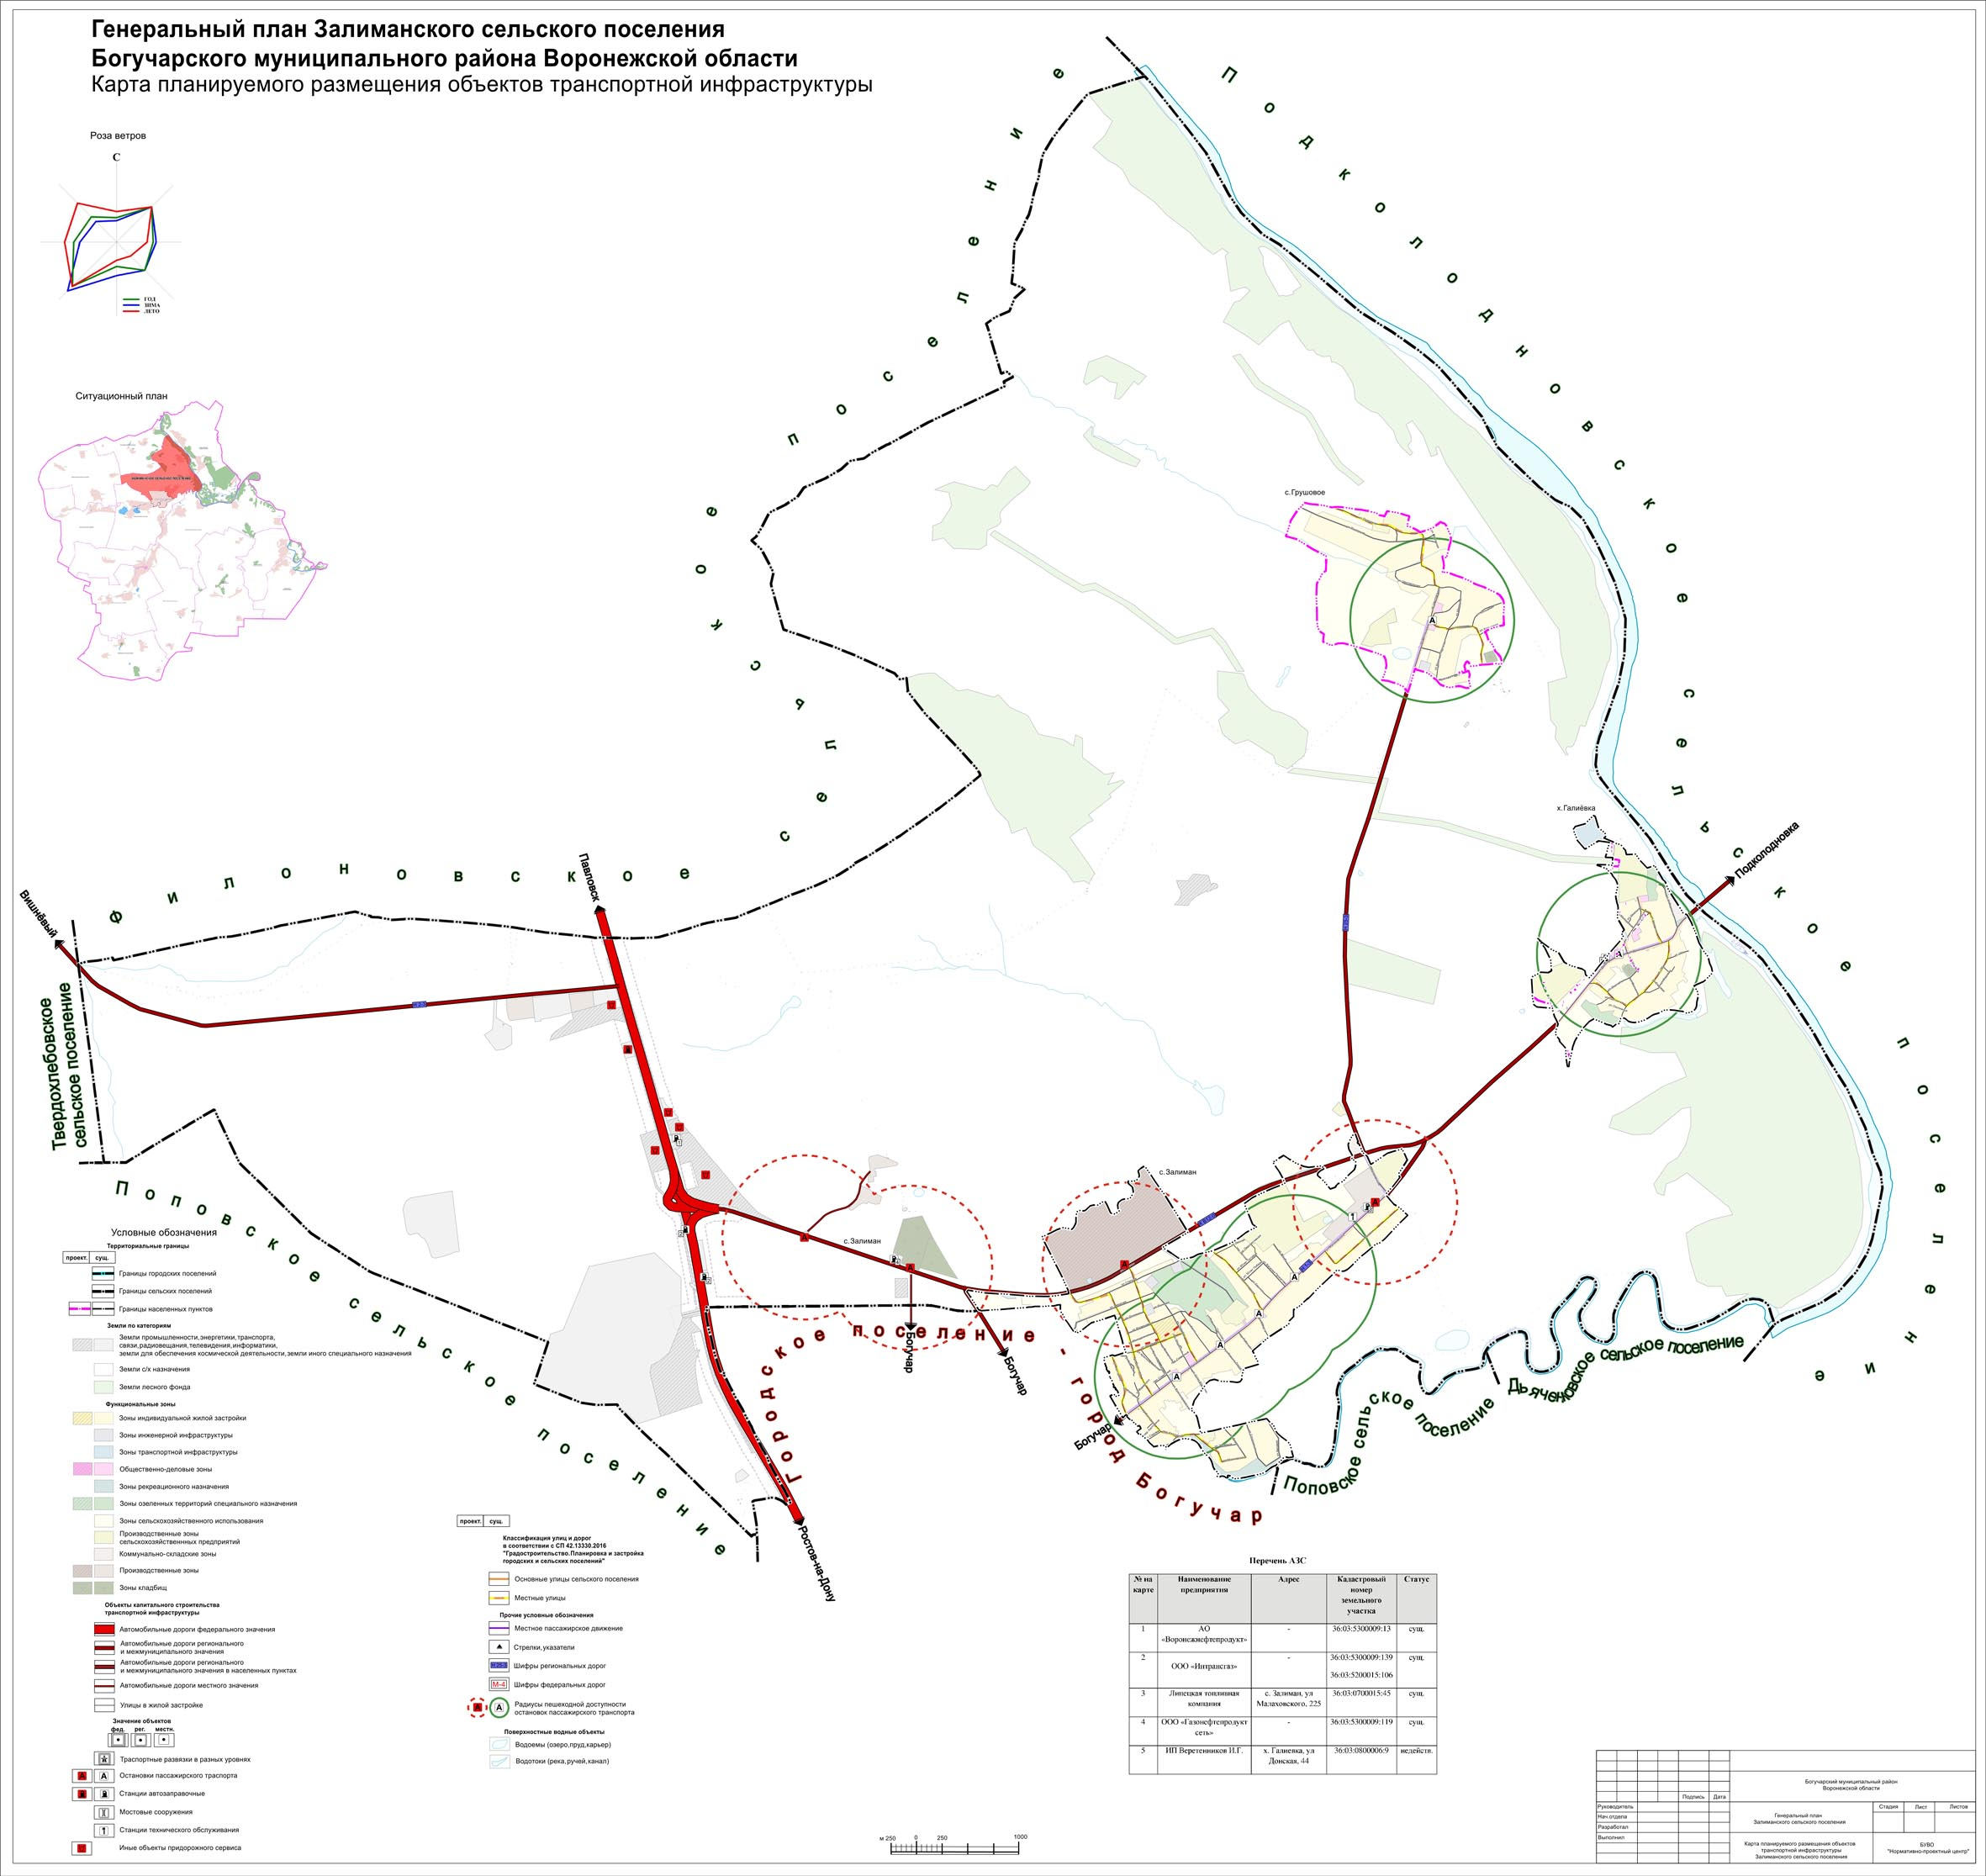 Генеральный план Залиманского сельского поселения
Богучарского муниципального района Воронежской области
Карта планируемого размещения объектов транспортной инфраструктуры
Роза ветров
С
ГОД
ЗИМА
ЛЕТО
Ситуационный план
Филоновское сельское поселение
Подколодновское сельское поселение
с.Грушовое
х.Галиёвка
Подколодновка
Павловск
Вишнёвый
Твердохлебовское
сельское поселение
Поповское сельское поселение
с.Залиман
с.Залиман
Богучар
Богучар
Богучар
Городское поселение - город Богучар
Ростов-на-Дону
Поповское сельское поселение
Дьяченковское сельское поселение
Условные обозначения
Территориальные границы
проект. сущ.
Границы городских поселений
Границы сельских поселений
Границы населенных пунктов
Земли по категориям
Земли промышленности,энергетики,транспорта,
связи,радиовещания,телевидения,информатики,
земли для обеспечения космической деятельности,земли иного специального назначения
Земли с/х назначения
Земли лесного фонда
Функциональные зоны
Зоны индивидуальной жилой застройки
Зоны инженерной инфраструктуры
Зоны транспортной инфраструктуры
Общественно-деловые зоны
Зоны рекреационного назначения
Зоны озеленных территорий специального назначения
Зоны сельскохозяйственного использования
Производственные зоны
сельскохозяйственнных предприятий
Коммунально-складские зоны
Производственные зоны
Зоны кладбищ
Объекты капитального строительства
транспортной инфраструктуры
Автомобильные дороги федерального значения
Автомобильные дороги регионального
и межмуниципального значения
Автомобильные дороги регионального
и межмуниципального значения в населенных пунктах
Автомобильные дороги местного значения
Улицы в жилой застройке
Значение объектов
фед. рег. местн.
Траспортные развязки в разных уровнях
А А Остановки пассажирского траспорта
Станции автозаправочные
Мостовые сооружения
Станции технического обслуживания
Иные объекты придорожного сервиса
проект. сущ.
Классификация улиц и дорог
в соответствии с СП 42.13330.2016
"Градостроительство.Планировка и застройка
городских и сельских поселений"
Основные улицы сельского поселения
Местные улицы
Прочие условные обозначения
Местное пассажирское движение
Стрелки,указатели
Шифры региональных дорог
М-4 Шифры федеральных дорог
А А Радиусы пешеходной доступности
остановок пассажирского транспорта
Поверхностные водные объекты
Водоемы (озеро,пруд,карьер)
Водотоки (река,ручей,канал)
м 250 0 250 1000
Перечень АЗС
№ на карте Наименование предприятия Адрес Кадастровый номер земельного участка Статус
1 АО «Воронежнефтепродукт» - 36:03:5300009:13 сущ.
2 ООО «Интрансгаз» - 36:03:5300009:139 36:03:5200015:106 сущ.
3 Липецкая топливная компания с. Залиман, ул Малаховского, 225 36:03:0700015:45 сущ.
4 ООО «Газонефтепродукт сеть» - 36:03:5300009:119 сущ.
5 ИП Веретенников И.Г. х. Галиевка, ул Донская, 44 36:03:0800006:9 недейств.
Богучарский муниципальный район
Воронежской области
Подпись Дата
Руководитель
Нач.отдела
Разработал
Выполнил
Генеральный план
Залиманского сельского поселения
Стадия Лист Листов
Карта планируемого размещения объектов
транспортной инфраструктуры
Залиманского сельского поселения
БУВО
"Нормативно-проектный центр"